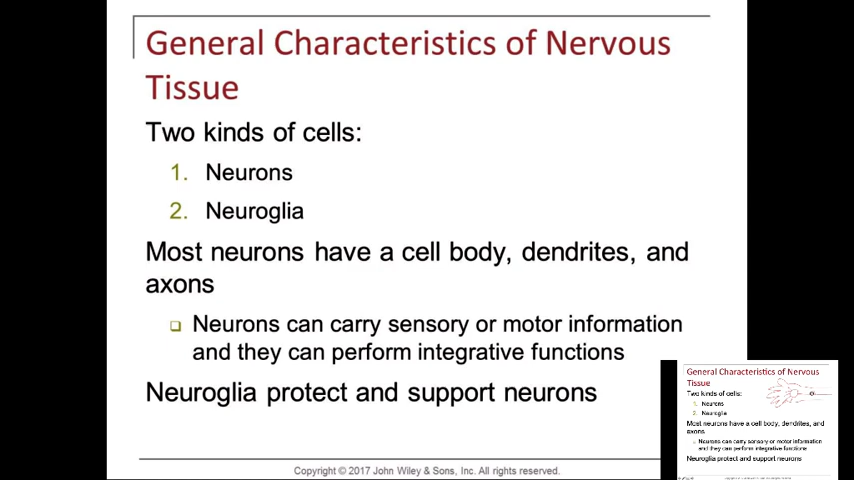 General Characteristics of Nervous
Tissue
Two kinds of cells:
1. Neurons
2. Neuroglia
Most neurons have a cell body, dendrites, and
axons
❑ Neurons can carry sensory or motor information
and they can perform integrative functions
Neuroglia protect and support neurons
Copyright © 2017 John Wiley & Sons, Inc. All rights reserved.
General Characteristics of Nervous
Tissue
Two kinds of cells:
1. Neurons
2. Neuroglia
Most neurons have a cell body, dendrites, and
axons
Neurons can carry sensory or motor information
and they can perform integrative functions
Neuroglia protect and support neurons